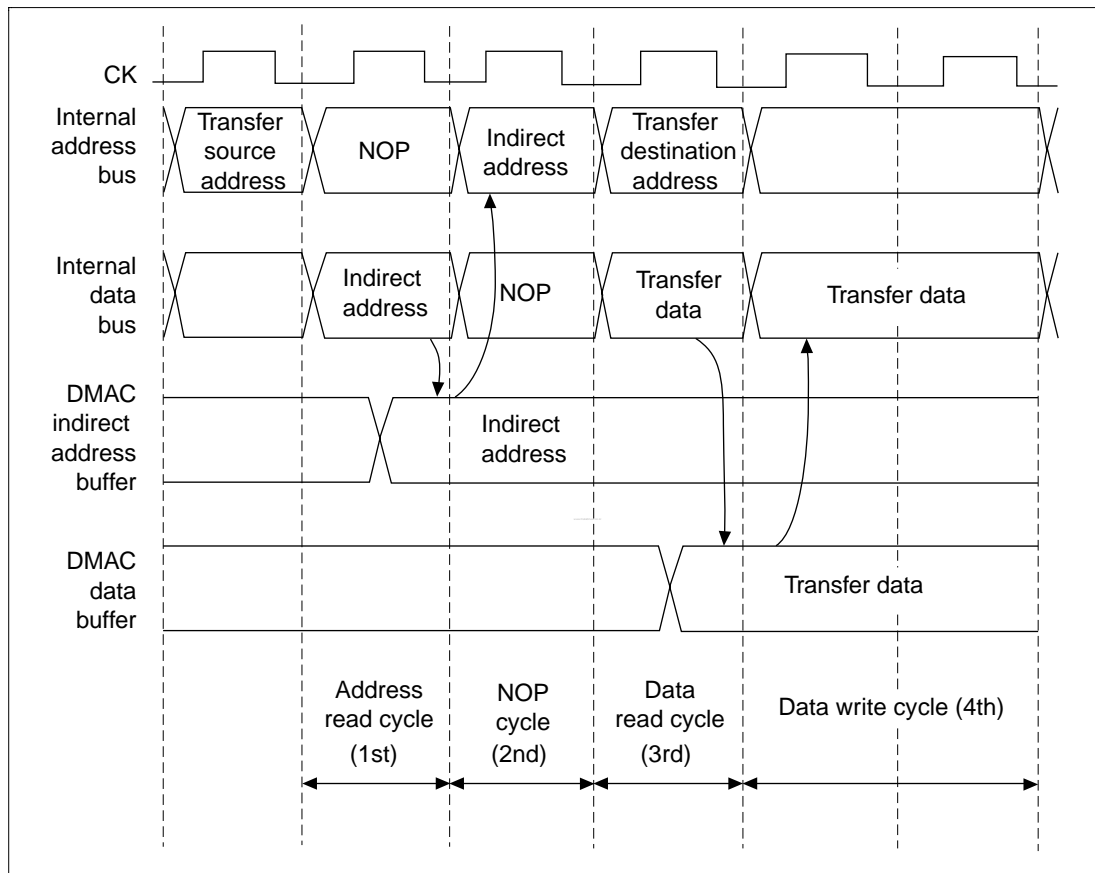 CK
Internal
address
bus
Transfer
source
address
NOP
Indirect
address
Transfer
destination
address
Internal
data
bus
Indirect
address
NOP
Transfer
data
Transfer data
DMAC
indirect
address
buffer
Indirect
address
DMAC
data
buffer
Transfer data
Address
read cycle
(1st)
NOP
cycle
(2nd)
Data
read cycle
(3rd)
Data write cycle (4th)